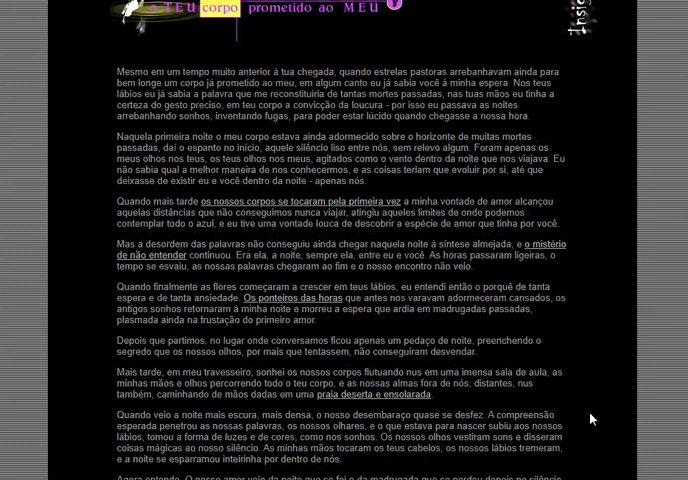 o TEU corpo prometido ao MEU
Insig
Mesmo em um tempo muito anterior à tua chegada, quando estrelas pastoras arrebanhavam ainda para
bem longe um corpo já prometido ao meu, em algum canto eu já sabia você à minha espera. Nos teus
lábios eu já sabia a palavra que me reconstituiria de tantas mortes passadas, nas tuas mãos eu tinha a
certeza do gesto preciso, em teu corpo a convicção da loucura - por isso eu passava as noites
arrebanhando sonhos, inventando fugas, para poder estar lúcido quando chegasse a nossa hora.
Naquela primeira noite o meu corpo estava ainda adormecido sobre o horizonte de muitas mortes
passadas, daí o espanto no início, aquele silêncio liso entre nós, sem relevo algum. Foram apenas os
meus olhos nos teus, os teus olhos nos meus, agitados como o vento dentro da noite que nos viajava. Eu
não sabia qual a melhor maneira de nos conhecermos, e as coisas teriam que evoluir por si, até que
deixasse de existir eu e você dentro da noite - apenas nós.
Quando mais tarde os nossos corpos se tocaram pela primeira vez a minha vontade de amor alcançou
aquelas distâncias que não conseguimos nunca viajar, atingiu aqueles limites de onde podemos
contemplar todo o azul, e eu tive uma vontade louca de descobrir a espécie de amor que tinha por você.
Mas a desordem das palavras não conseguiu ainda chegar naquela noite à síntese almejada, e o mistério
de não entender continuou. Era ela, a noite, sempre ela, entre eu e você. As horas passaram ligeiras, o
tempo se esvaiu, as nossas palavras chegaram ao fim e o nosso encontro não veio.
Quando finalmente as flores começaram a crescer em teus lábios, eu entendi então o porquê de tanta
espera e de tanta ansiedade. Os ponteiros das horas que antes nos varavam adormeceram cansados, os
antigos sonhos retornaram à minha noite e morreu a espera que ardia em madrugadas passadas,
plasmada ainda na frustação do primeiro amor.
Depois que partimos, no lugar onde conversamos ficou apenas um pedaço de noite, preenchendo o
segredo que os nossos olhos, por mais que tentassem, não conseguiram desvendar.
Mais tarde, em meu travesseiro, sonhei os nossos corpos flutuando nus em uma imensa sala de aula, as
minhas mãos e olhos percorrendo todo o teu corpo, e as nossas almas fora de nós, distantes, nus
também, caminhando de mãos dadas em uma praia deserta e ensolarada.
Quando veio a noite mais escura, mais densa, o nosso desembaraço quase se desfez. A compreensão
esperada penetrou as nossas palavras, os nossos olhares, e o que estava para nascer subiu aos nossos
lábios, tomou a forma de luzes e de cores, como nos sonhos. Os nossos olhos vestiram sons e disseram
coisas mágicas ao nosso silêncio. As minhas mãos tocaram os teus cabelos, os nossos lábios tremeram,
e a noite se esparramou inteirinha por dentro de nós.
Agora entendo. O nosso amor veio da noite que se foi e da madrugada que se perdeu depois no silêncio